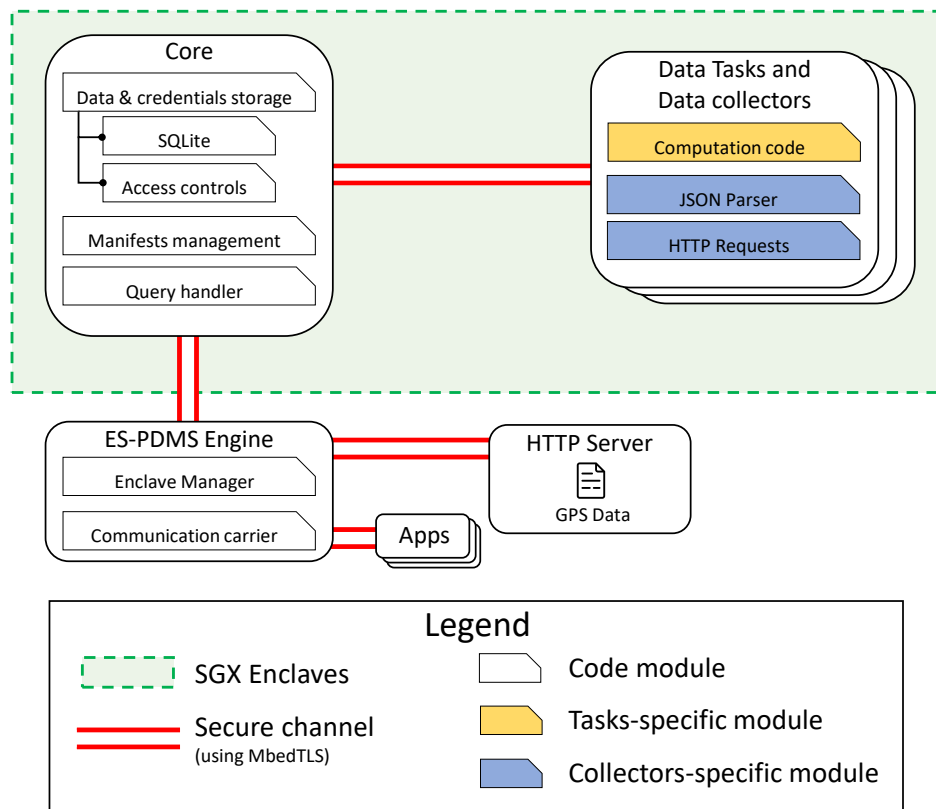 Core
Data & credentials storage
SQLite
Access controls
Manifests management
Query handler
Data Tasks and
Data collectors
Computation code
JSON Parser
HTTP Requests
ES-PDMS Engine
Enclave Manager
Communication carrier
HTTP Server
GPS Data
Apps
Legend
SGX Enclaves
Secure channel
(using MbedTLS)
Code module
Tasks-specific module
Collectors-specific module